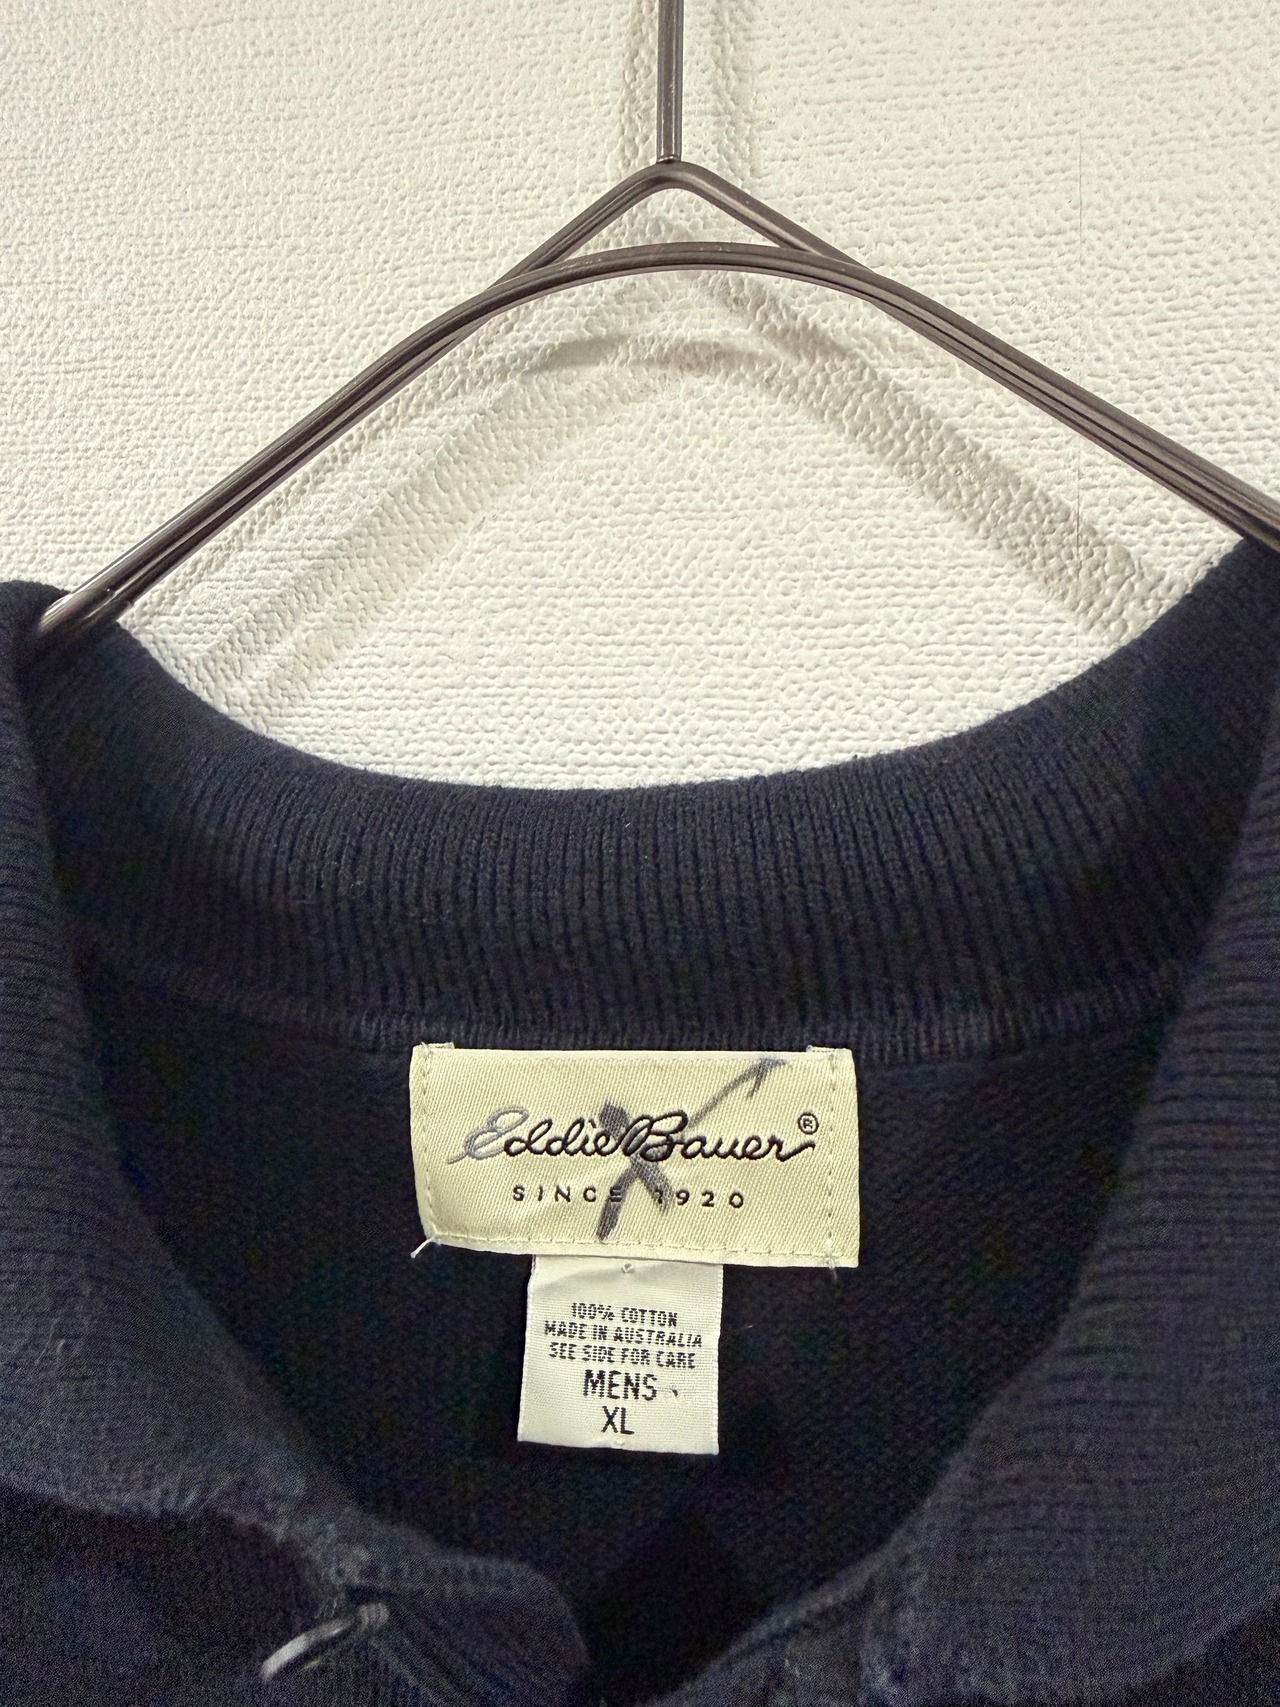 Eddie Bauer®
SINCE 1920
100% COTTON
MADE IN AUSTRALIA
SEE SIDE FOR CARE
MENS
XL